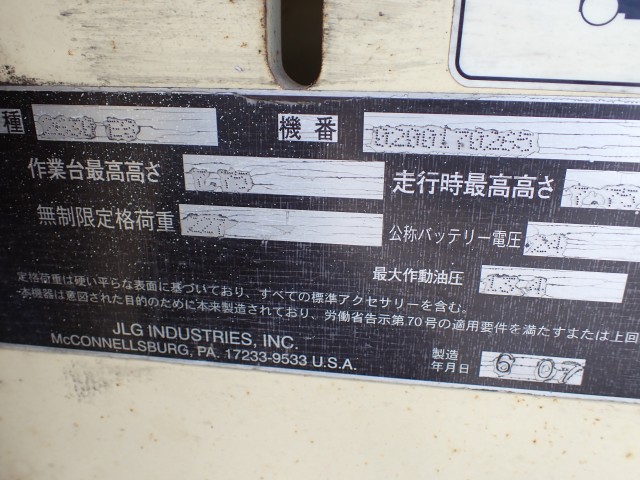 種
機番
作業台最高高さ
走行時最高高さ
無制限定格荷重
公称バッテリー電圧
最大作動油圧
定格荷重は硬い平らな表面に基づいており、すべての標準アクセサリーを含む。
本機器は意図された目的のために本来製造されており、労働省告示第70号の適用要件を満たすまたは上回
JLG INDUSTRIES, INC.
McCONNELLSBURG, PA. 17233-9533 U.S.A.
製造
年月日 6 07